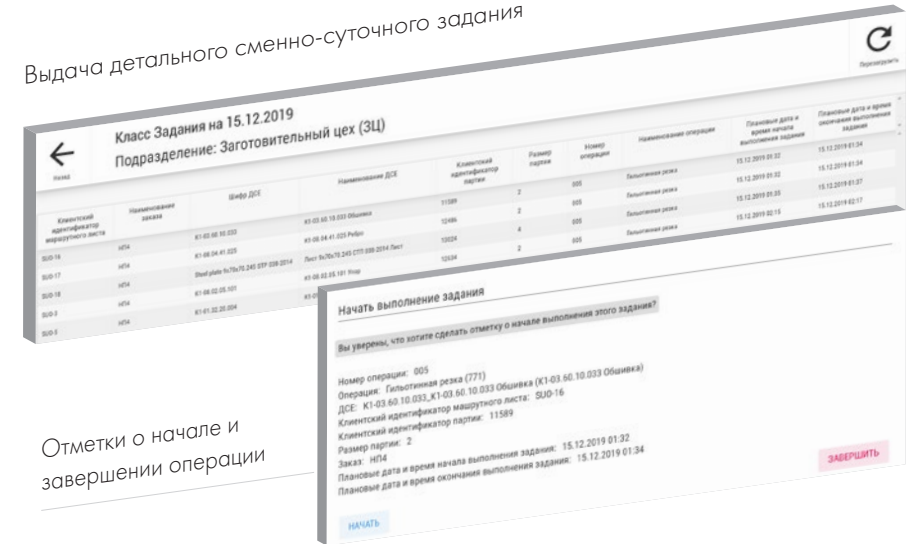 Выдача детального сменно-суточного задания
Назад
Класс Задания на 15.12.2019
Подразделение: Заготовительный цех (ЗЦ)
Перезагрузить
Клиентский идентификатор маршрутного листа
Наименование заказа
Шифр ДСЕ
Наименование ДСЕ
Клиентский идентификатор партии
Размер партии
Номер операции
Наименование операции
Плановые дата и время начала выполнения задания
Плановые дата и время окончания выполнения задания
SU0-16 НП4 К1-03.60.10.033 К1-03.60.10.033 Обшивка 11589 2 005 Гильотинная резка 15.12.2019 01:32 15.12.2019 01:34
SU0-17 НП4 К1-08.04.41.025 К1-08.04.41.025 Ребро 12486 2 005 Гильотинная резка 15.12.2019 01:32 15.12.2019 01:34
SU0-18 НП4 Steel plate 9x70x70.245 STP 038-2014 Лист 9x70x70.245 СТП 038-2014 Лист 13024 4 005 Гильотинная резка 15.12.2019 01:35 15.12.2019 01:37
SU0-3 НП4 К1-08.02.05.101 К1-08.02.05.101 Упор 12634 2 005 Гильотинная резка 15.12.2019 02:15 15.12.2019 02:17
SU0-5 НП4 К1-01.32.20.004
Начать выполнение задания
Вы уверены, что хотите сделать отметку о начале выполнения этого задания?
Номер операции: 005
Операция: Гильотинная резка (771)
ДСЕ: К1-03.60.10.033_К1-03.60.10.033 Обшивка (К1-03.60.10.033 Обшивка)
Клиентский идентификатор машрутного листа: SU0-16
Клиентский идентификатор партии: 11589
Размер партии: 2
Заказ: НП4
Плановые дата и время начала выполнения задания: 15.12.2019 01:32
Плановые дата и время окончания выполнения задания: 15.12.2019 01:34
НАЧАТЬ
ЗАВЕРШИТЬ
Отметки о начале и
завершении операции